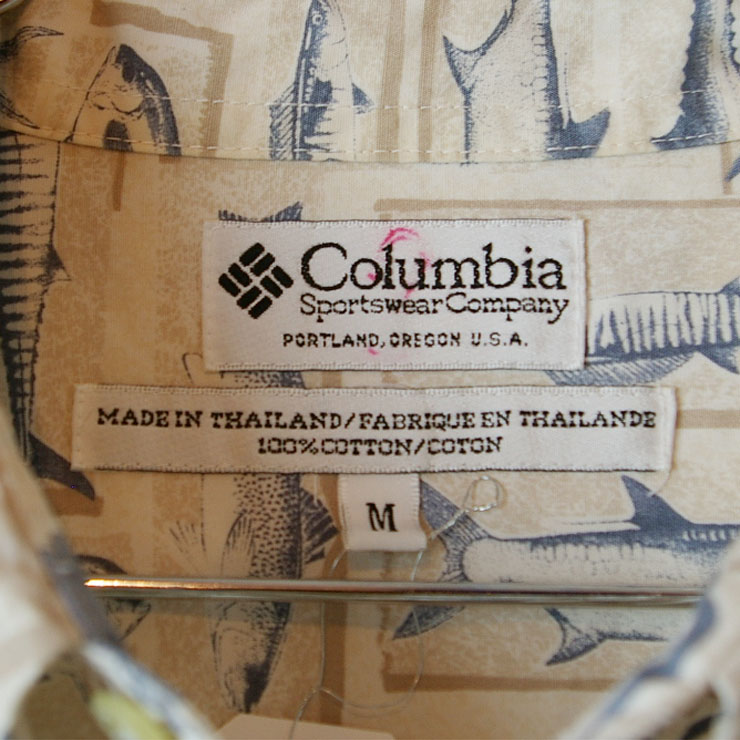 Columbia
Sportswear Company
PORTLAND, OREGON U.S.A.
MADE IN THAILAND/FABRIQUE EN THAILANDE
100% COTTON/COTON
M